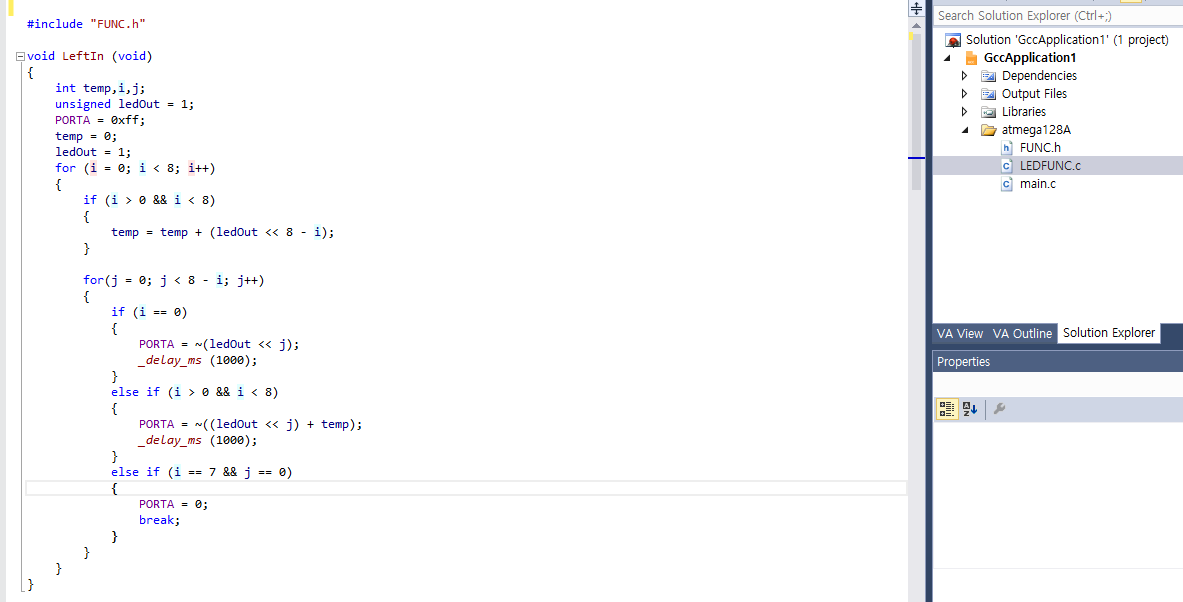 #include "FUNC.h"
void LeftIn (void)
{
int temp,i,j;
unsigned ledOut = 1;
PORTA = 0xff;
temp = 0;
ledOut = 1;
for (i = 0; i < 8; i++)
{
if (i > 0 && i < 8)
{
temp = temp + (ledOut << 8 - i);
}
for(j = 0; j < 8 - i; j++)
{
if (i == 0)
{
PORTA = ~(ledOut << j);
_delay_ms (1000);
}
else if (i > 0 && i < 8)
{
PORTA = ~((ledOut << j) + temp);
_delay_ms (1000);
}
else if (i == 7 && j == 0)
{
PORTA = 0;
break;
}
}
}
}
Search Solution Explorer (Ctrl+;)
Solution 'GccApplication1' (1 project)
GccApplication1
Dependencies
Output Files
Libraries
atmega128A
FUNC.h
LEDFUNC.c
main.c
VA View VA Outline Solution Explorer
Properties